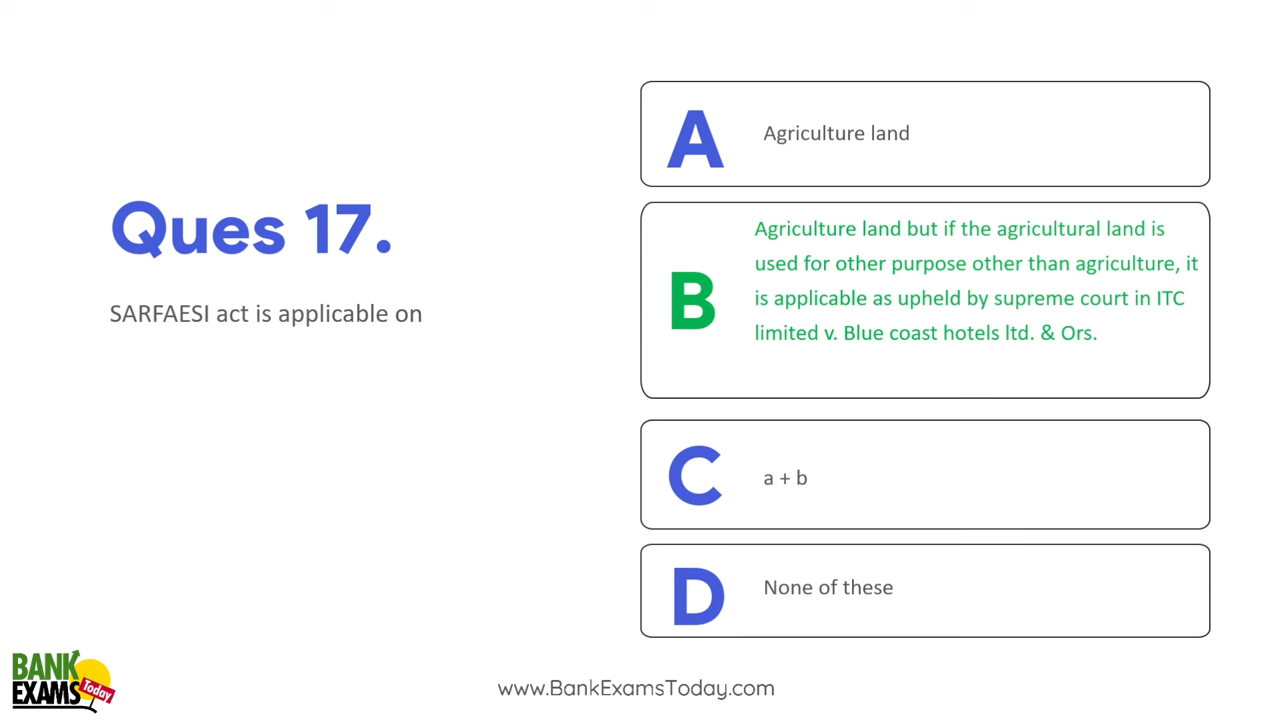 Ques 17.
SARFAESI act is applicable on
A
Agriculture land
B
Agriculture land but if the agricultural land is
used for other purpose other than agriculture, it
is applicable as upheld by supreme court in ITC
limited v. Blue coast hotels ltd. & Ors.
C
a + b
D
None of these
BANK
EXAMS
Today
www.BankExamsToday.com